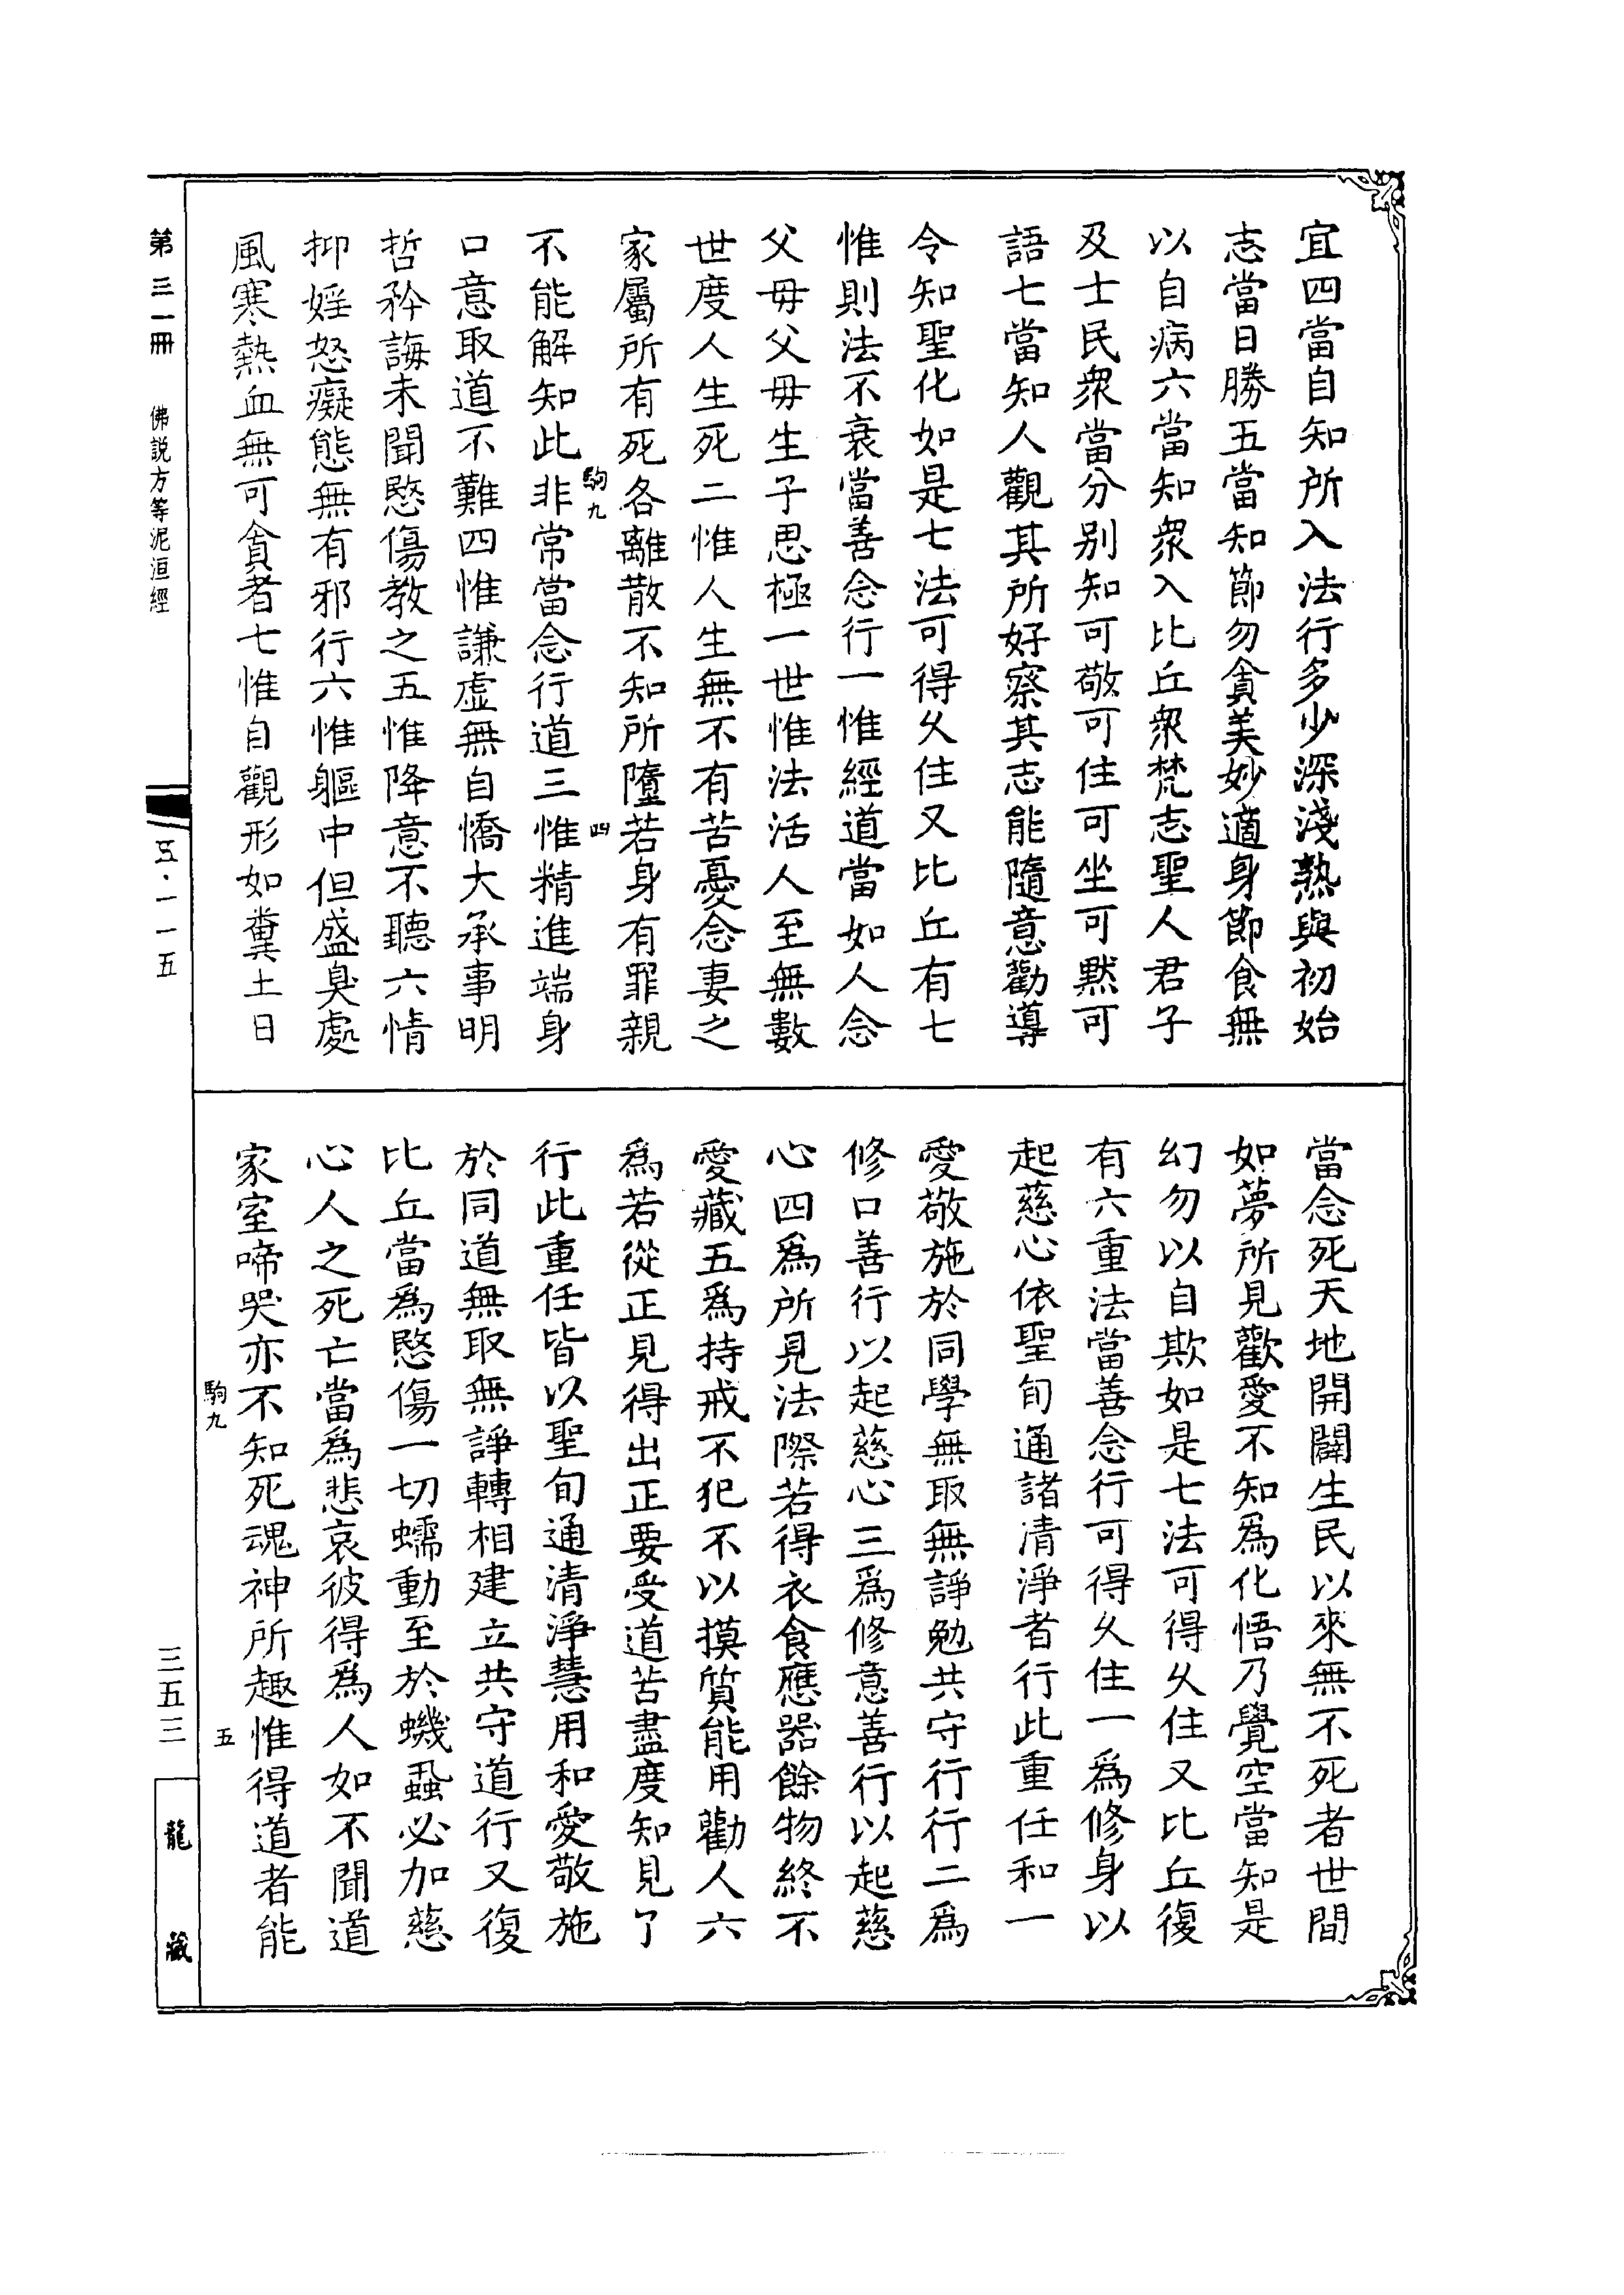 宜四當自知所入法行多少深淺熟與初始
志當日勝五當知節勿貪美妙適身節食無
以自病六當知眾入比丘眾梵志聖人君子
及士民眾當分別知可敬可住可坐可默可
語七當知人觀其所好察其志能隨意勸導
令知聖化如是七法可得久住又比丘有七
惟則法不衰當善念行一惟經道當如人念
父母父母生子思極一世惟法活人至無數
世度人生死二惟人生無不有苦憂念妻之
家屬所有死各離散不知所墮若身有罪親
駒九 四
不能解知此非常當念行道三惟精進端身
口意取道不難四惟謙虛無自憍大承事明
哲矜誨未聞愍傷教之五惟降意不聽六情
抑婬怒癡態無有邪行六惟軀中但盛臭處
風寒熱血無可貪者七惟自觀形如糞土日
當念死天地開闢生民以來無不死者世間
如夢所見歡愛不知為化悟乃覺空當知是
幻勿以自欺如是七法可得久住又比丘復
有六重法當善念行可得久住一為修身以
起慈心依聖旬通諸清淨者行此重任和一
愛敬施於同學無取無諍勉共守行行二為
修口善行以起慈心三為修意善行以起慈
心四為所見法際若得衣食應器餘物終不
愛藏五為持戒不犯不以摸質能用勸人六
為若從正見得出正要受道苦盡度知見了
行此重任皆以聖旬通清淨慧用和愛敬施
於同道無取無諍轉相建立共守道行又復
比丘當為愍傷一切蠕動至於蟣蝨必加慈
心人之死亡當為悲哀彼得為人如不聞道
家室啼哭亦不知死魂神所趣惟得道者能
駒九 五
第三一冊 佛説方等泥洹經
五·一一五
三五三
龍藏